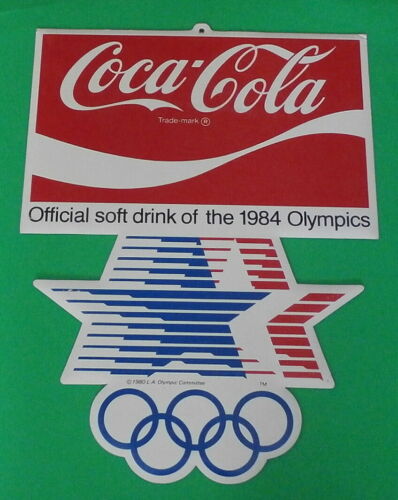 Coca-Cola
Trade-mark ®
Official soft drink of the 1984 Olympics
© 1980 L.A. Olympic Committee TM